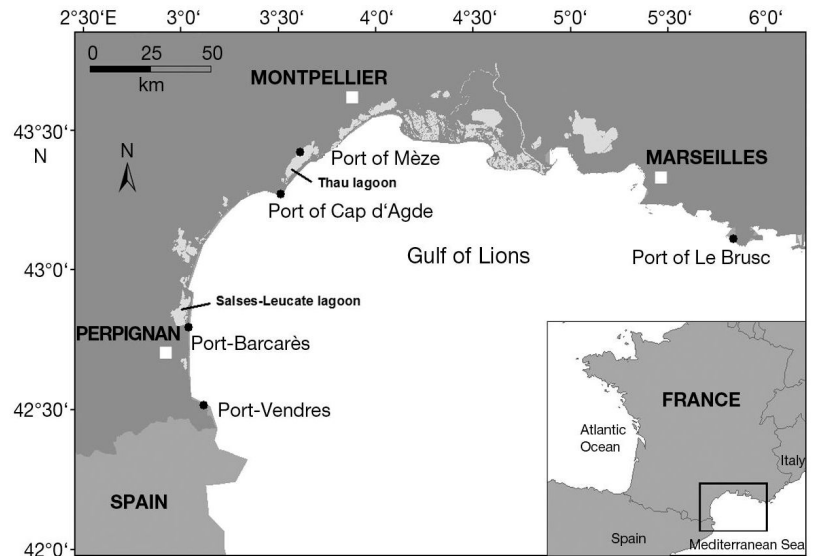 2°30‘ 3°0‘ 3°30‘ 4°0‘ 4°30‘ 5°0‘ 5°30‘ 6°0‘
0 25 50
km
MONTPELLIER
43°30‘
N
N
Port of Mèze
MARSEILLES
Thau lagoon
Port of Cap d‘Agde
Gulf of Lions
Port of Le Brusc
43°0‘
Salses-Leucate lagoon
PERPIGNAN
Port-Barcarès
42°30‘
Port-Vendres
SPAIN
42°0‘
FRANCE
Atlantic
Ocean
Italy
Spain
Mediterranean Sea